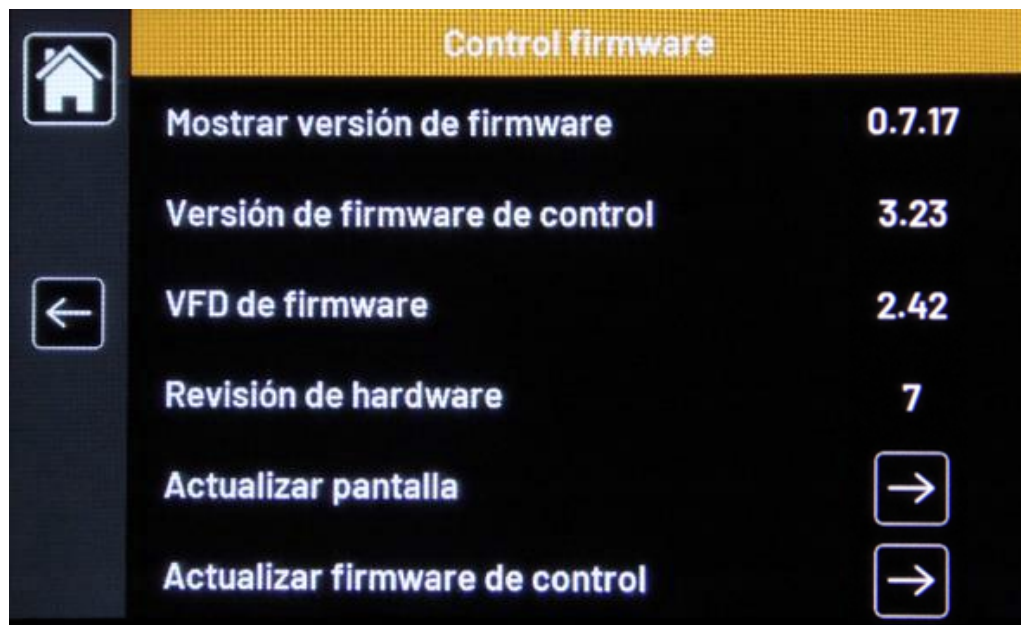 Control firmware
Mostrar versión de firmware 0.7.17
Versión de firmware de control 3.23
VFD de firmware 2.42
Revisión de hardware 7
Actualizar pantalla
Actualizar firmware de control